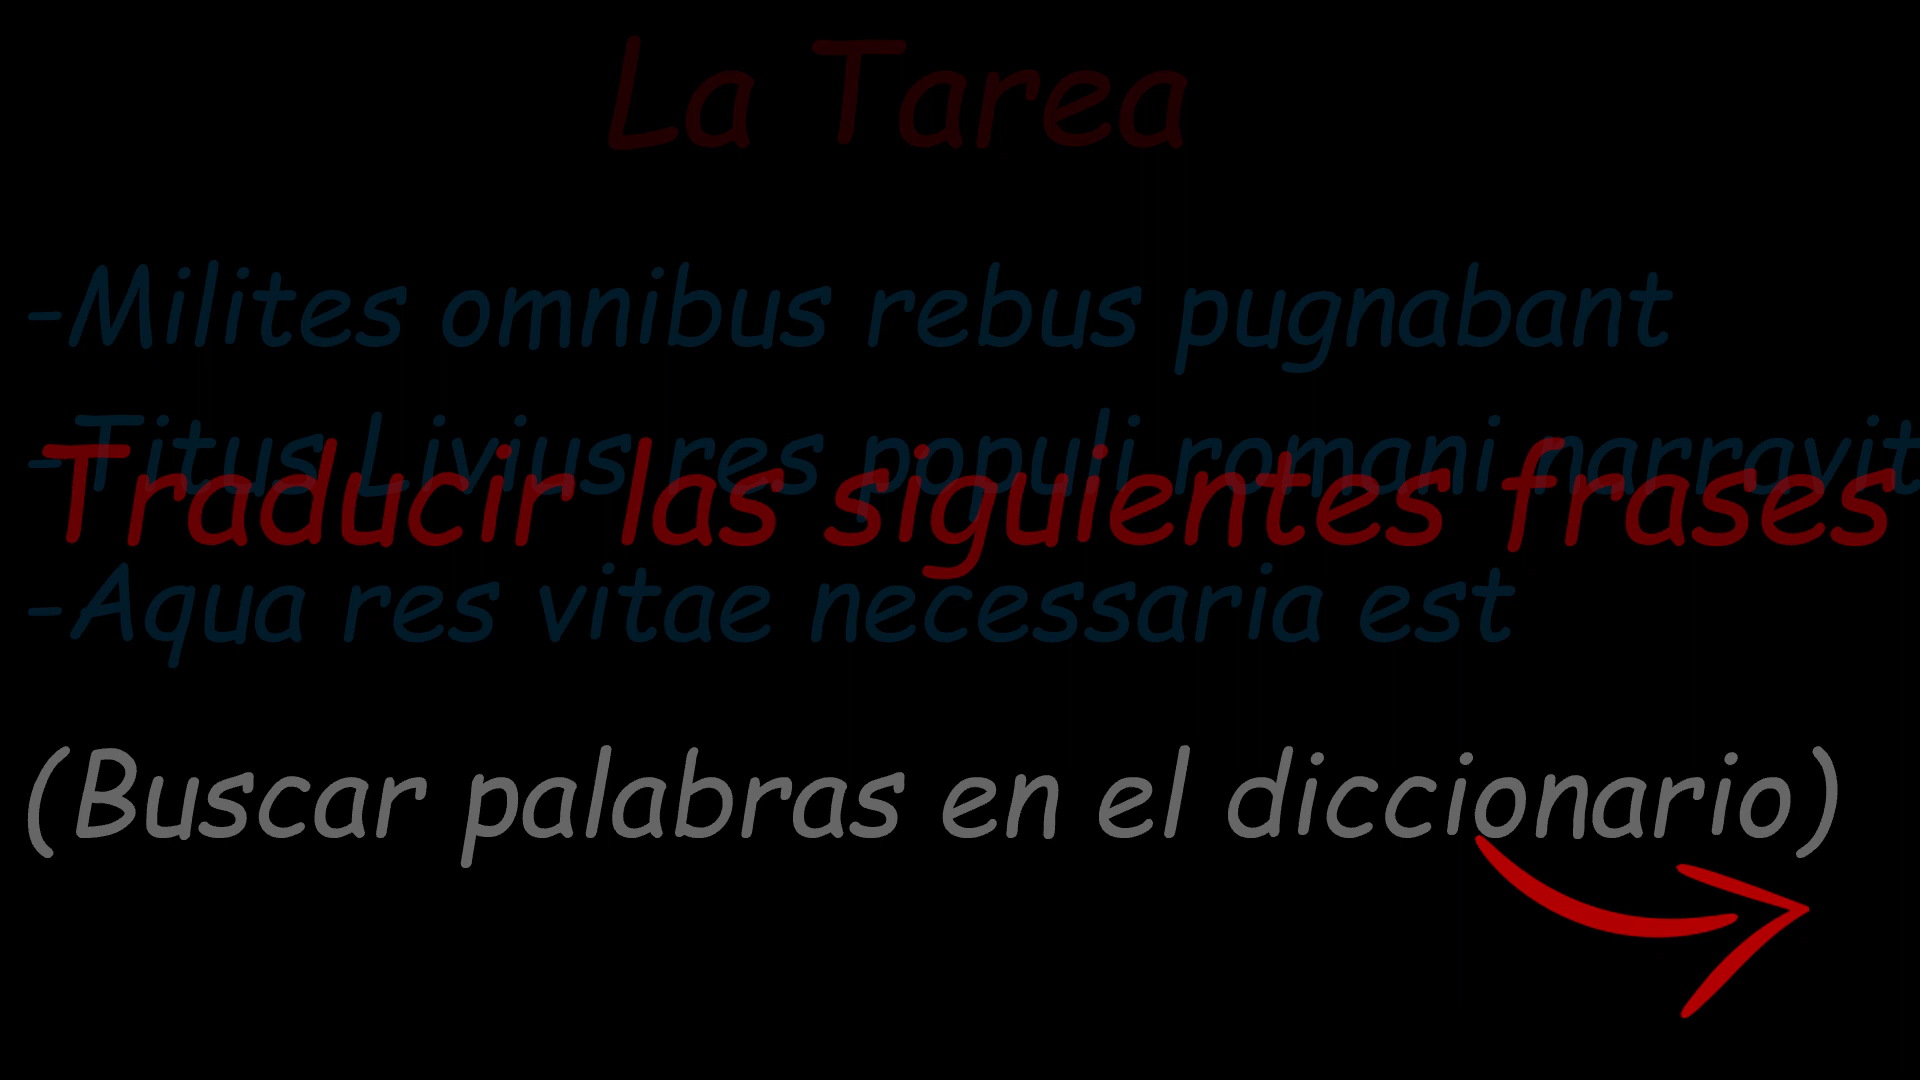 La Tarea
-Milites omnibus rebus pugnabant
-Titus Livius res populi romani narravit
Traducir las siguientes frases
-Aqua res vitae necessaria est
(Buscar palabras en el diccionario)